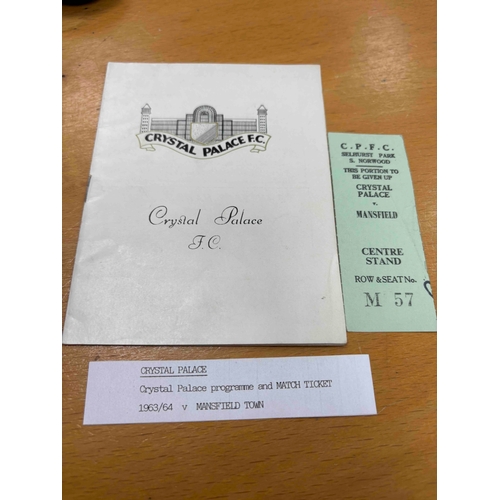 CRYSTAL PALACE F.C.
Crystal Palace
F.C.
C. P. F. C.
SELHURST PARK
S. NORWOOD
THIS PORTION TO
BE GIVEN UP
CRYSTAL
PALACE
v.
MANSFIELD
CENTRE
STAND
ROW & SEAT No.
M 57
CRYSTAL PALACE
Crystal Palace programme and MATCH TICKET
1963/64 v MANSFIELD TOWN